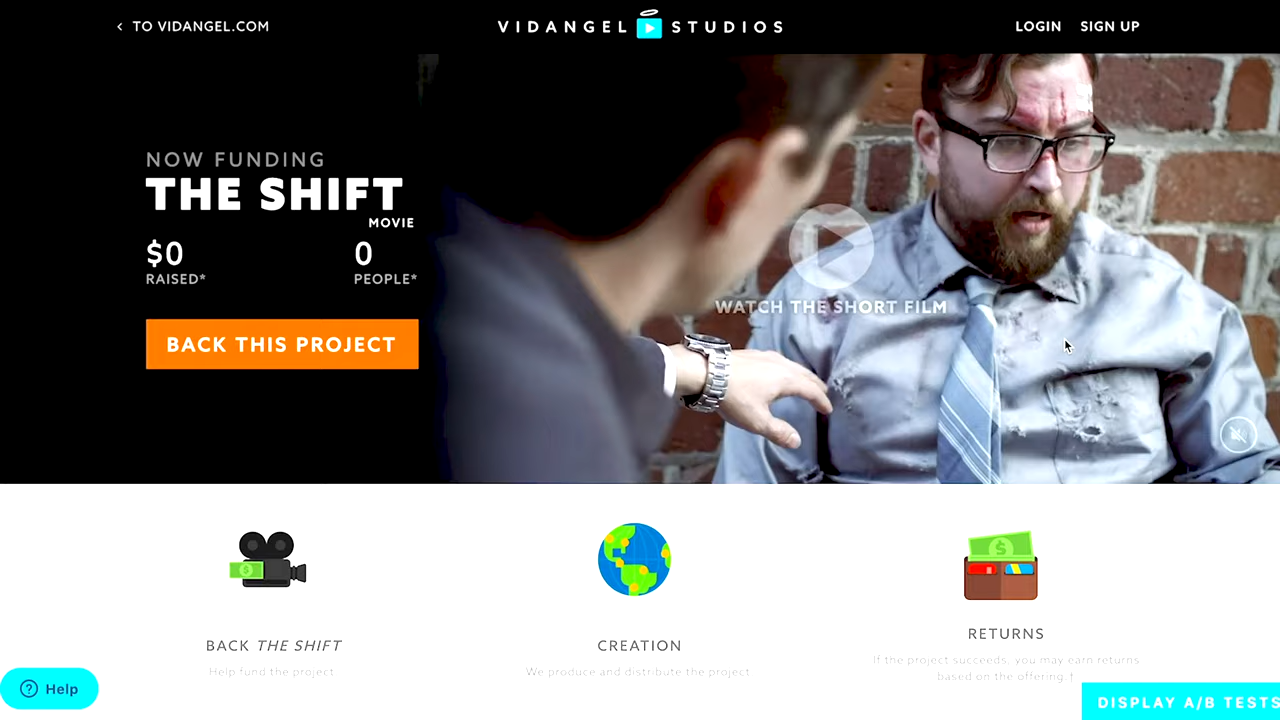 TO VIDANGEL.COM
VIDANGEL STUDIOS
LOGIN SIGN UP
NOW FUNDING
THE SHIFT
MOVIE
$0 0
RAISED* PEOPLE*
BACK THIS PROJECT
WATCH THE SHORT FILM
BACK THE SHIFT
Help fund the project
CREATION
We produce and distribute the project
RETURNS
If the project succeeds, you may earn returns
based on the offering.†
Help
DISPLAY A/B TESTS